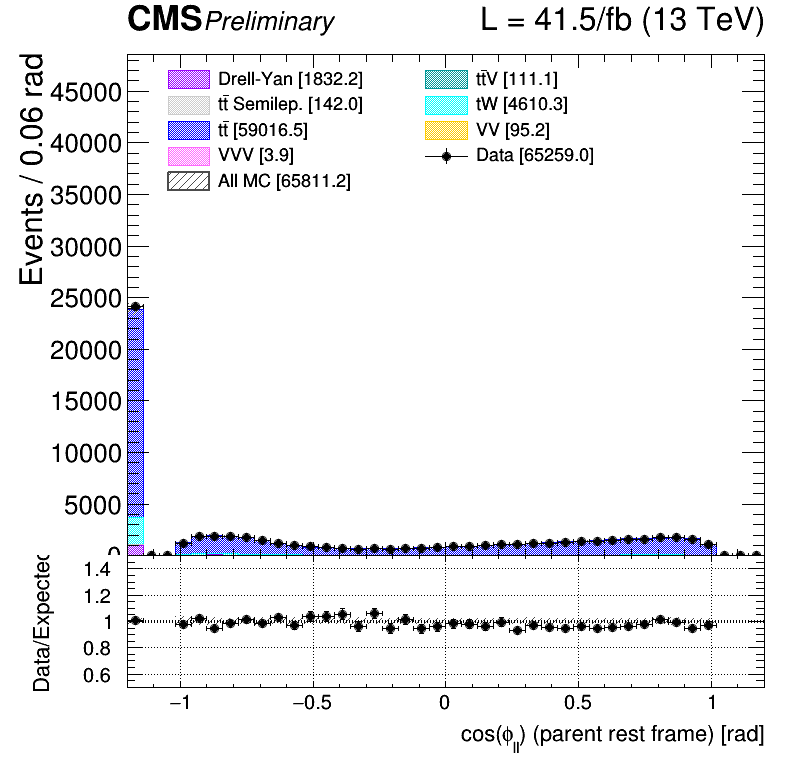 CMS Preliminary L = 41.5/fb (13 TeV)
Events / 0.06 rad
Drell-Yan [1832.2]
tt̄ Semilep. [142.0]
tt̄ [59016.5]
VVV [3.9]
All MC [65811.2]
tt̄V [111.1]
tW [4610.3]
VV [95.2]
Data [65259.0]
45000
40000
35000
30000
25000
20000
15000
10000
5000
0
Data/Expected
1.4
1.2
1
0.8
0.6
−1 −0.5 0 0.5 1
cos(ϕ_ll) (parent rest frame) [rad]